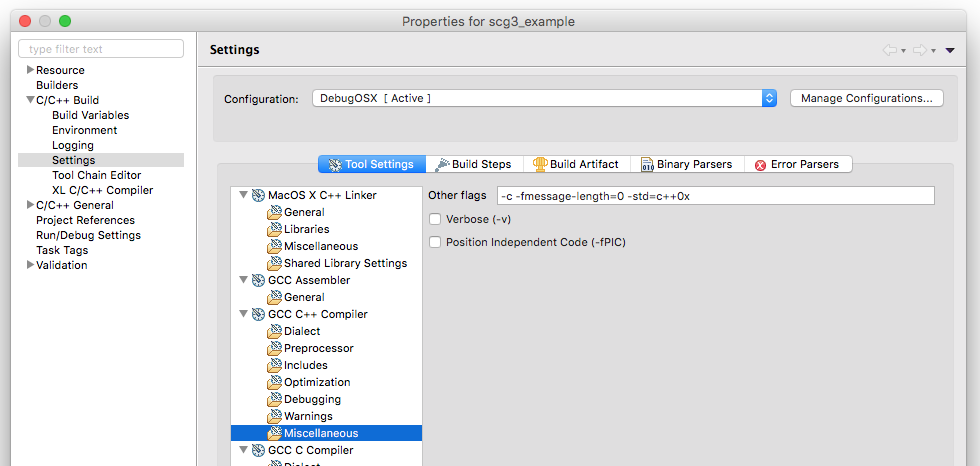 Properties for scg3_example
type filter text
Resource
Builders
C/C++ Build
Build Variables
Environment
Logging
Settings
Tool Chain Editor
XL C/C++ Compiler
C/C++ General
Project References
Run/Debug Settings
Task Tags
Validation
Settings
Configuration: DebugOSX [ Active ] Manage Configurations...
Tool Settings Build Steps Build Artifact Binary Parsers Error Parsers
MacOS X C++ Linker
General
Libraries
Miscellaneous
Shared Library Settings
GCC Assembler
General
GCC C++ Compiler
Dialect
Preprocessor
Includes
Optimization
Debugging
Warnings
Miscellaneous
GCC C Compiler
Dialect
Other flags -c -fmessage-length=0 -std=c++0x
Verbose (-v)
Position Independent Code (-fPIC)